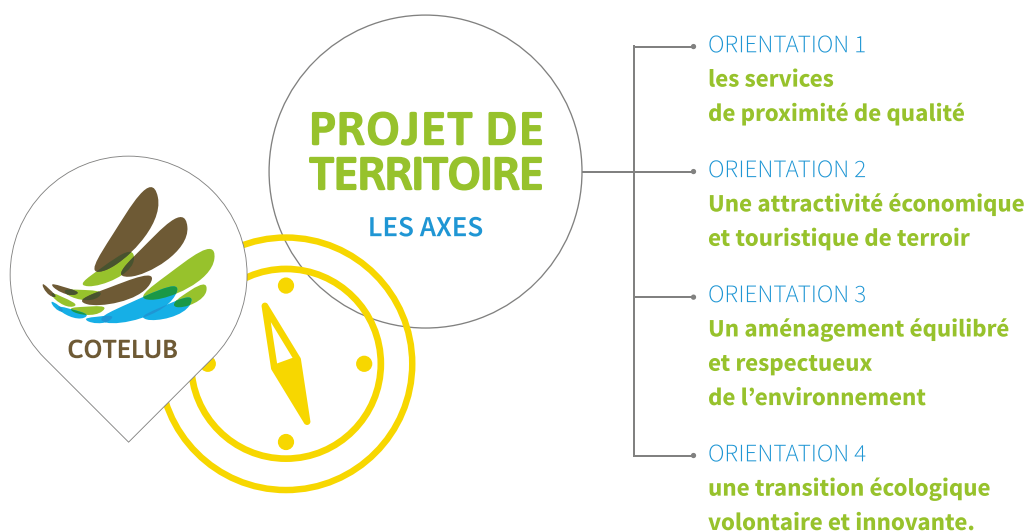 PROJET DE
TERRITOIRE
LES AXES
COTELUB
ORIENTATION 1
les services
de proximité de qualité
ORIENTATION 2
Une attractivité économique
et touristique de terroir
ORIENTATION 3
Un aménagement équilibré
et respectueux
de l’environnement
ORIENTATION 4
une transition écologique
volontaire et innovante.